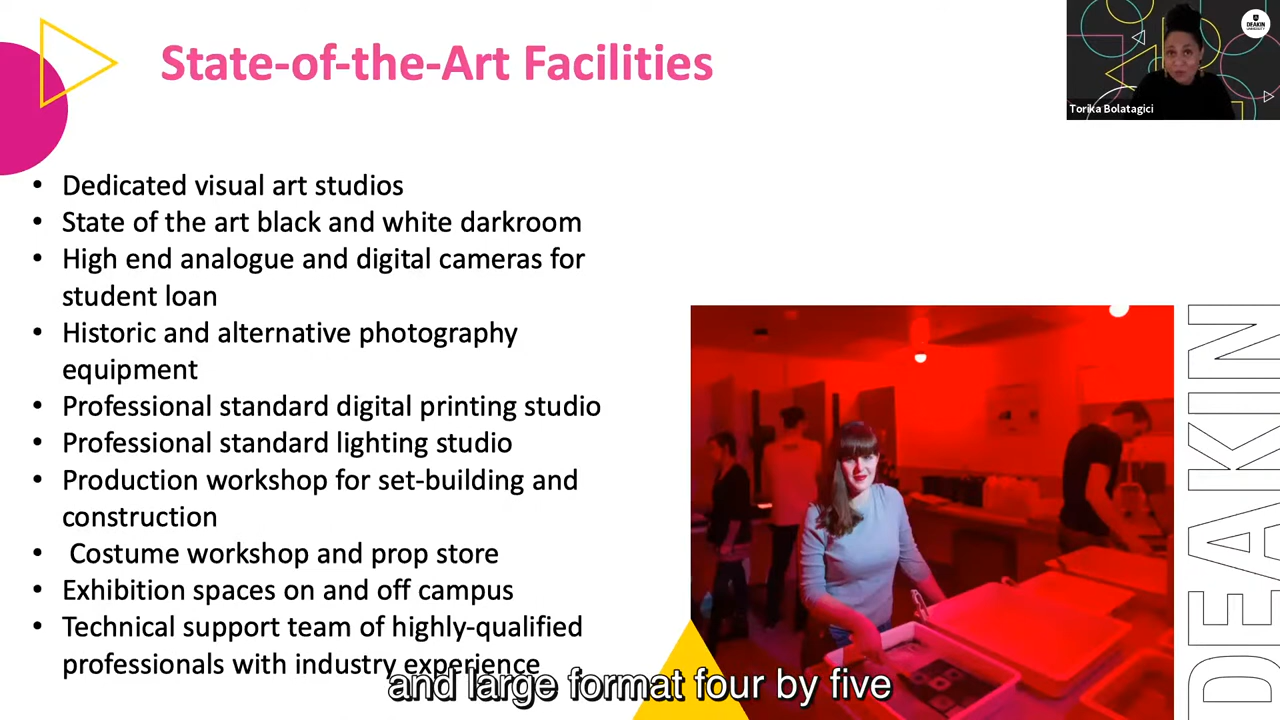 State-of-the-Art Facilities
DEAKIN
UNIVERSITY
Torika Bolatagici
• Dedicated visual art studios
• State of the art black and white darkroom
• High end analogue and digital cameras for
student loan
• Historic and alternative photography
equipment
• Professional standard digital printing studio
• Professional standard lighting studio
• Production workshop for set-building and
construction
• Costume workshop and prop store
• Exhibition spaces on and off campus
• Technical support team of highly-qualified
professionals with industry experience
and large format four by five
DEAKIN